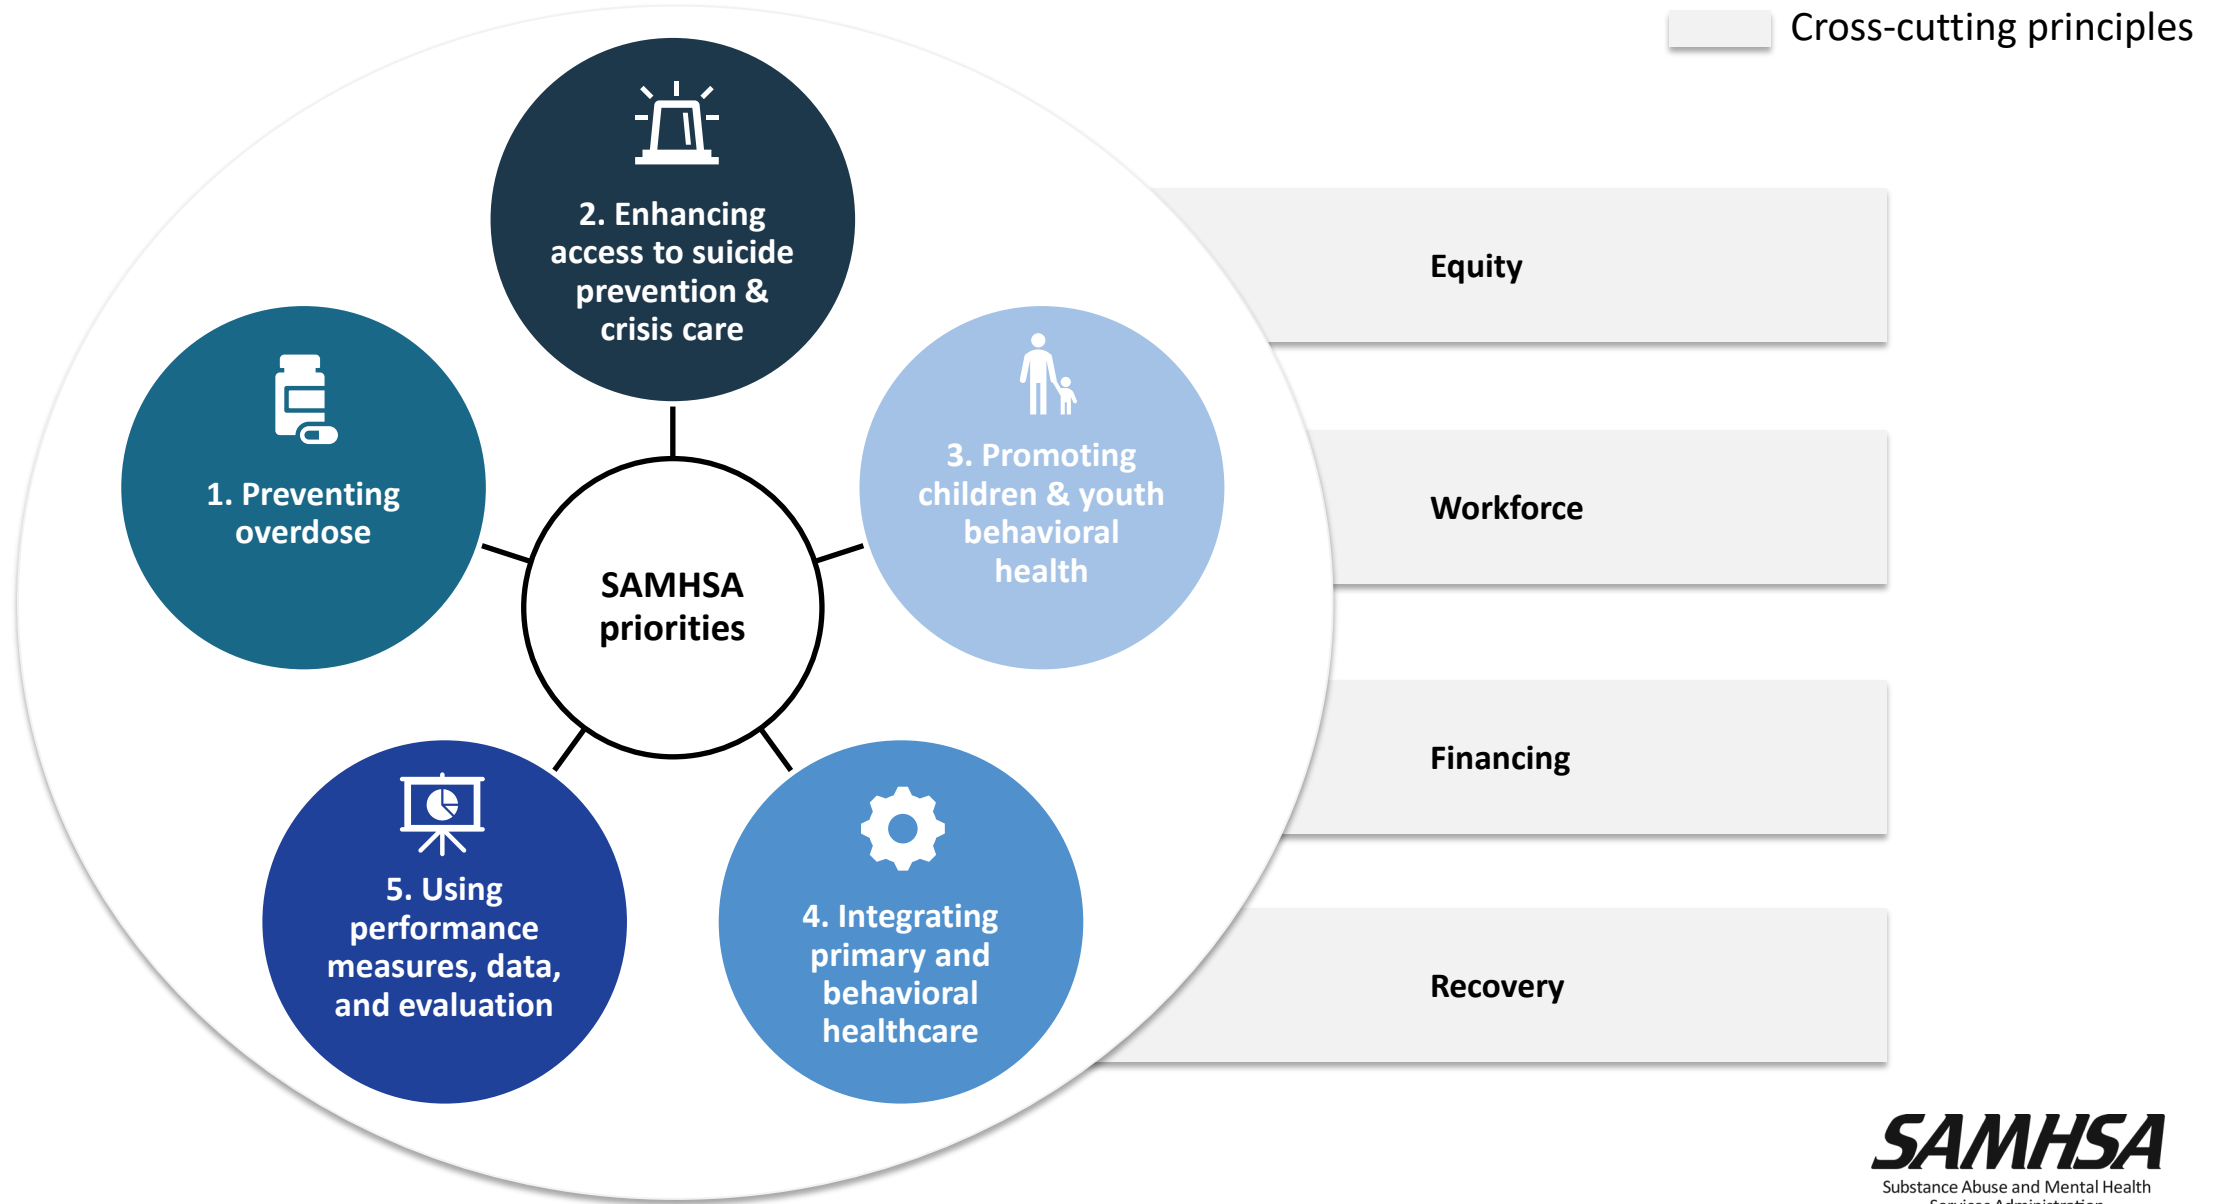 Cross-cutting principles
2. Enhancing
access to suicide
prevention &
crisis care
1. Preventing
overdose
3. Promoting
children & youth
behavioral
health
SAMHSA
priorities
5. Using
performance
measures, data,
and evaluation
4. Integrating
primary and
behavioral
healthcare
Equity
Workforce
Financing
Recovery
SAMHSA
Substance Abuse and Mental Health
Services Administration